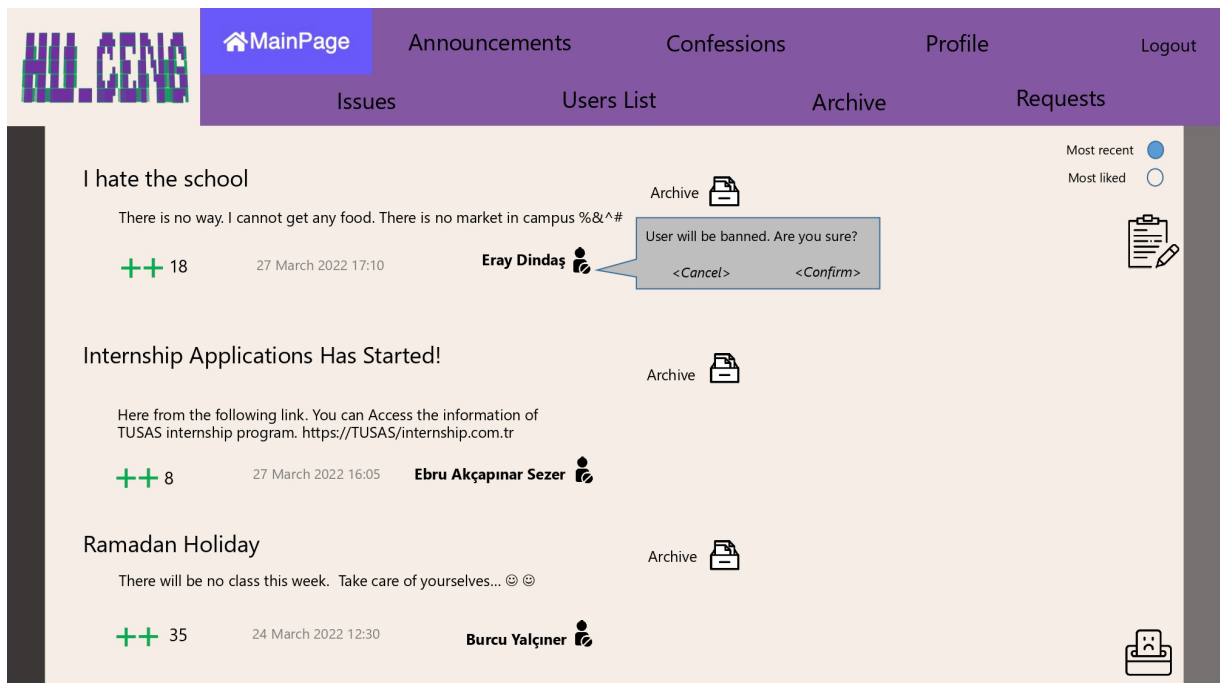 HU.CENG
MainPage
Announcements
Confessions
Profile
Logout
Issues
Users List
Archive
Requests
Most recent
Most liked
I hate the school
Archive
There is no way. I cannot get any food. There is no market in campus %&^#
User will be banned. Are you sure?
<Cancel>
<Confirm>
++ 18
27 March 2022 17:10
Eray Dindaş
Internship Applications Has Started!
Archive
Here from the following link. You can Access the information of
TUSAS internship program. https://TUSAS/internship.com.tr
++ 8
27 March 2022 16:05
Ebru Akçapınar Sezer
Ramadan Holiday
Archive
There will be no class this week.  Take care of yourselves... ☺ ☺
++ 35
24 March 2022 12:30
Burcu Yalçıner